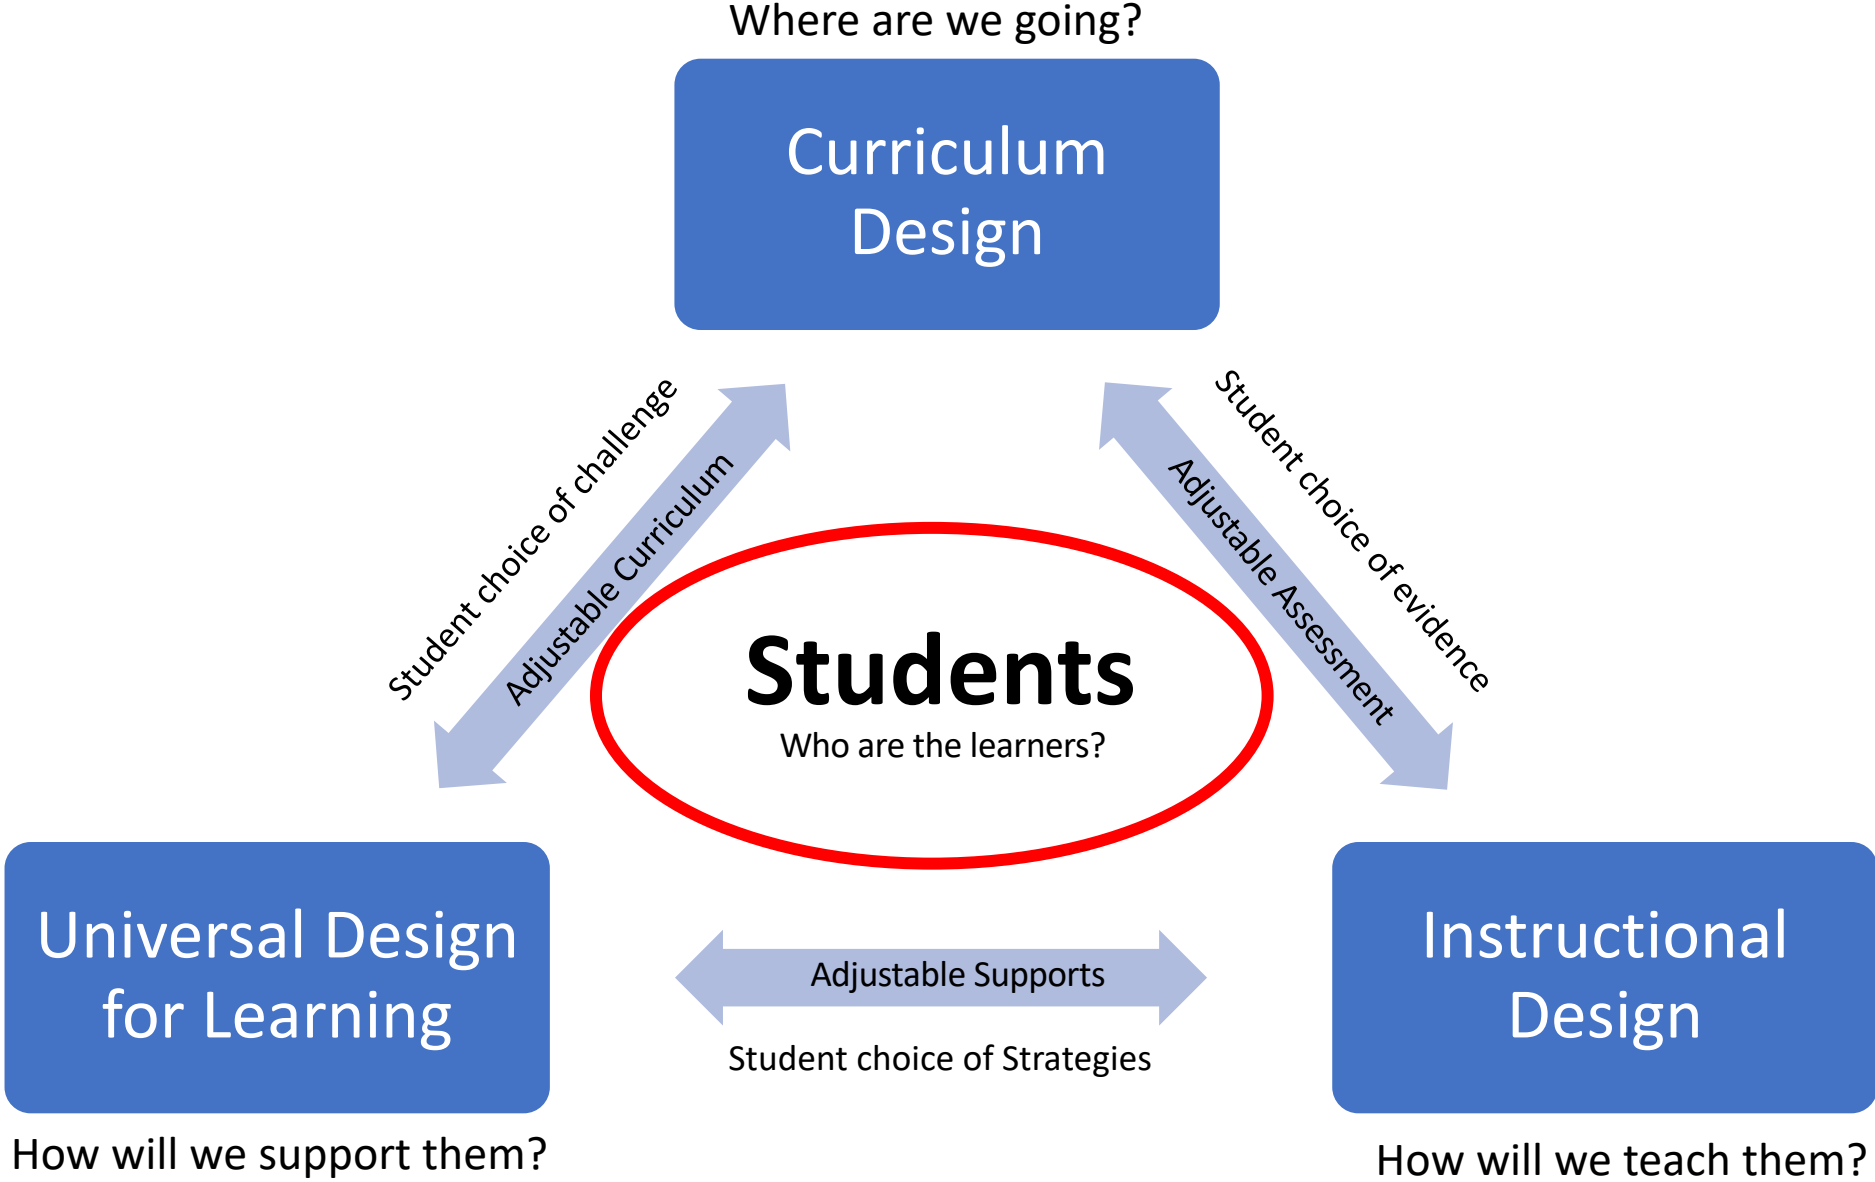 Where are we going?
Curriculum
Design
Student choice of challenge
Adjustable Curriculum
Adjustable Assessment
Student choice of evidence
Students
Who are the learners?
Universal Design
for Learning
Adjustable Supports
Student choice of Strategies
Instructional
Design
How will we support them?
How will we teach them?